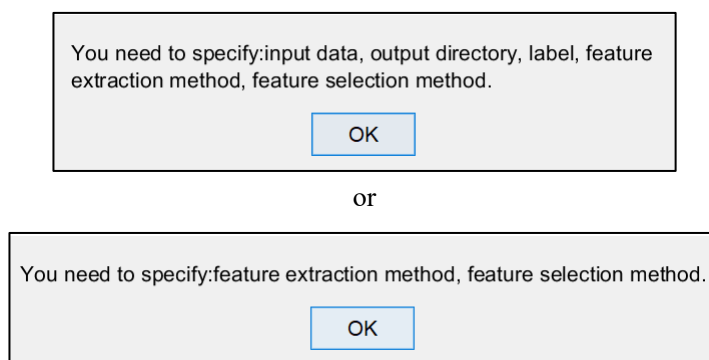 You need to specify:input data, output directory, label, feature
extraction method, feature selection method.
OK
or
You need to specify:feature extraction method, feature selection method.
OK